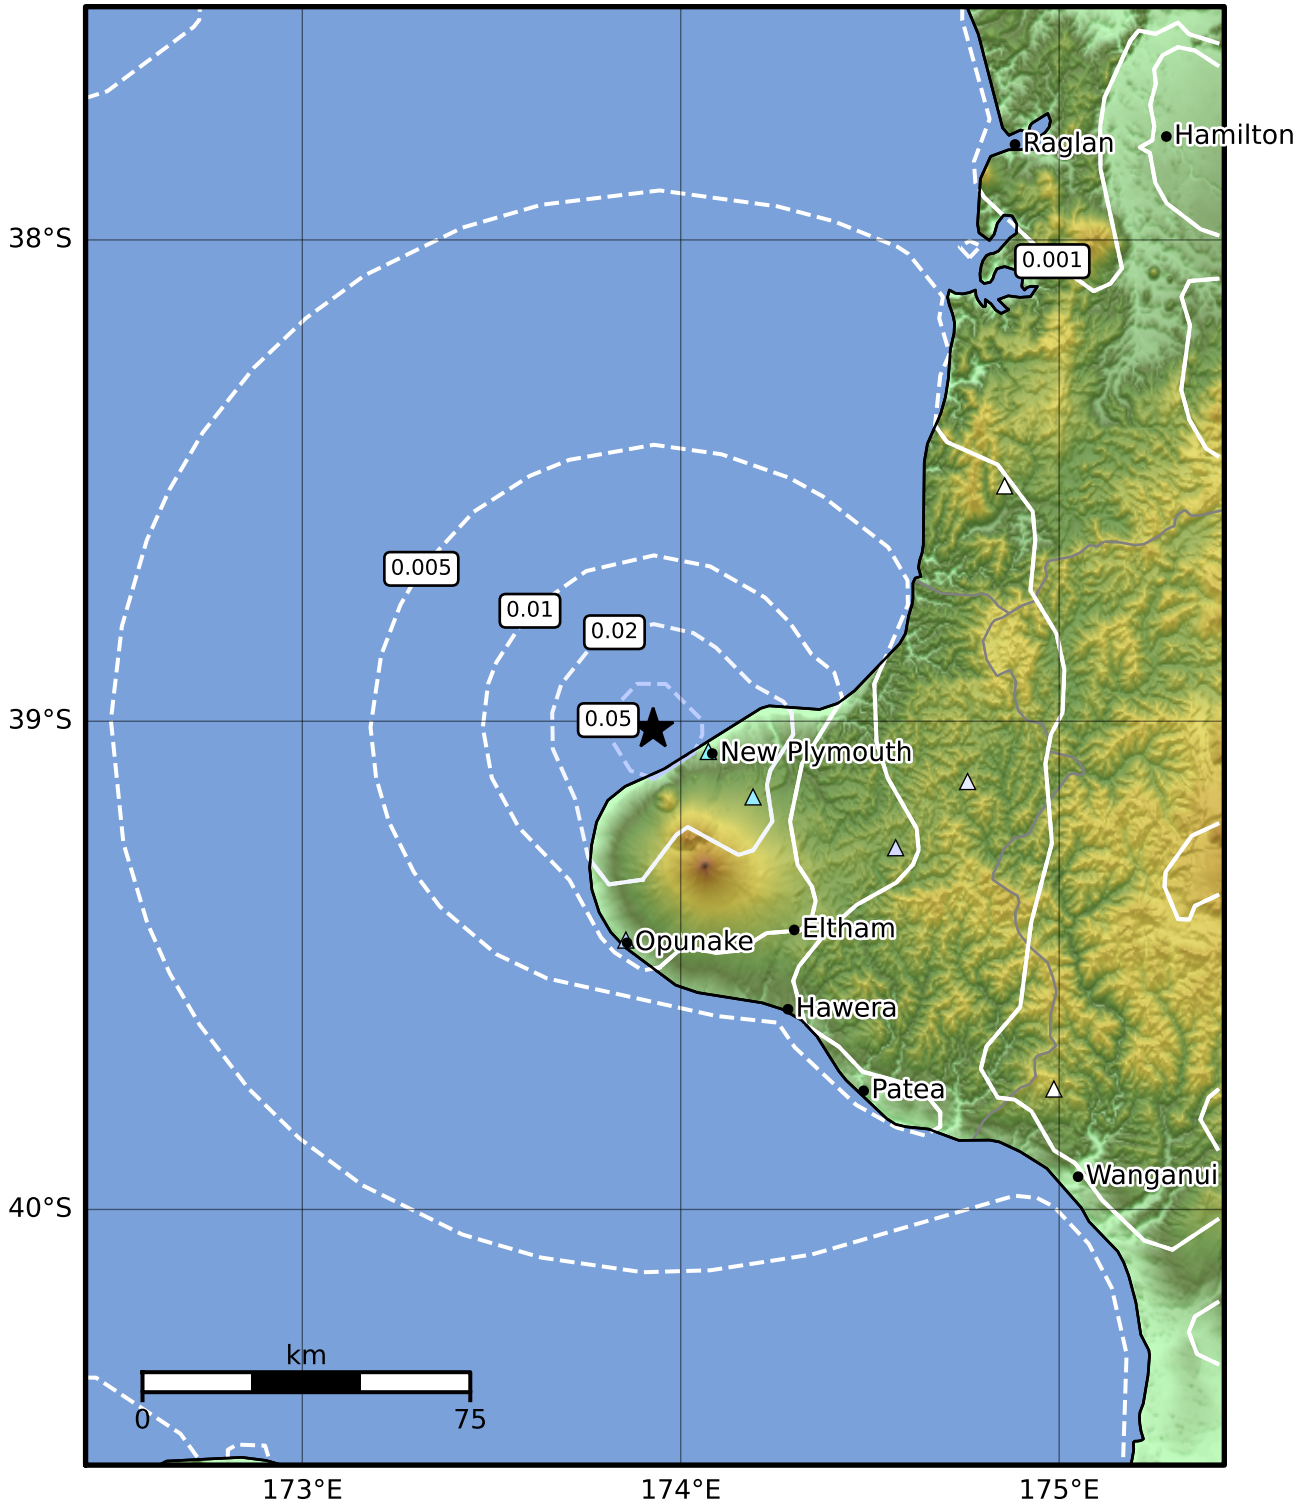 Hamilton
Raglan
38°S
0.001
0.005
0.01
0.02
0.05
39°S
New Plymouth
Eltham
Opunake
Hawera
Patea
Wanganui
40°S
km
0
75
173°E
174°E
175°E